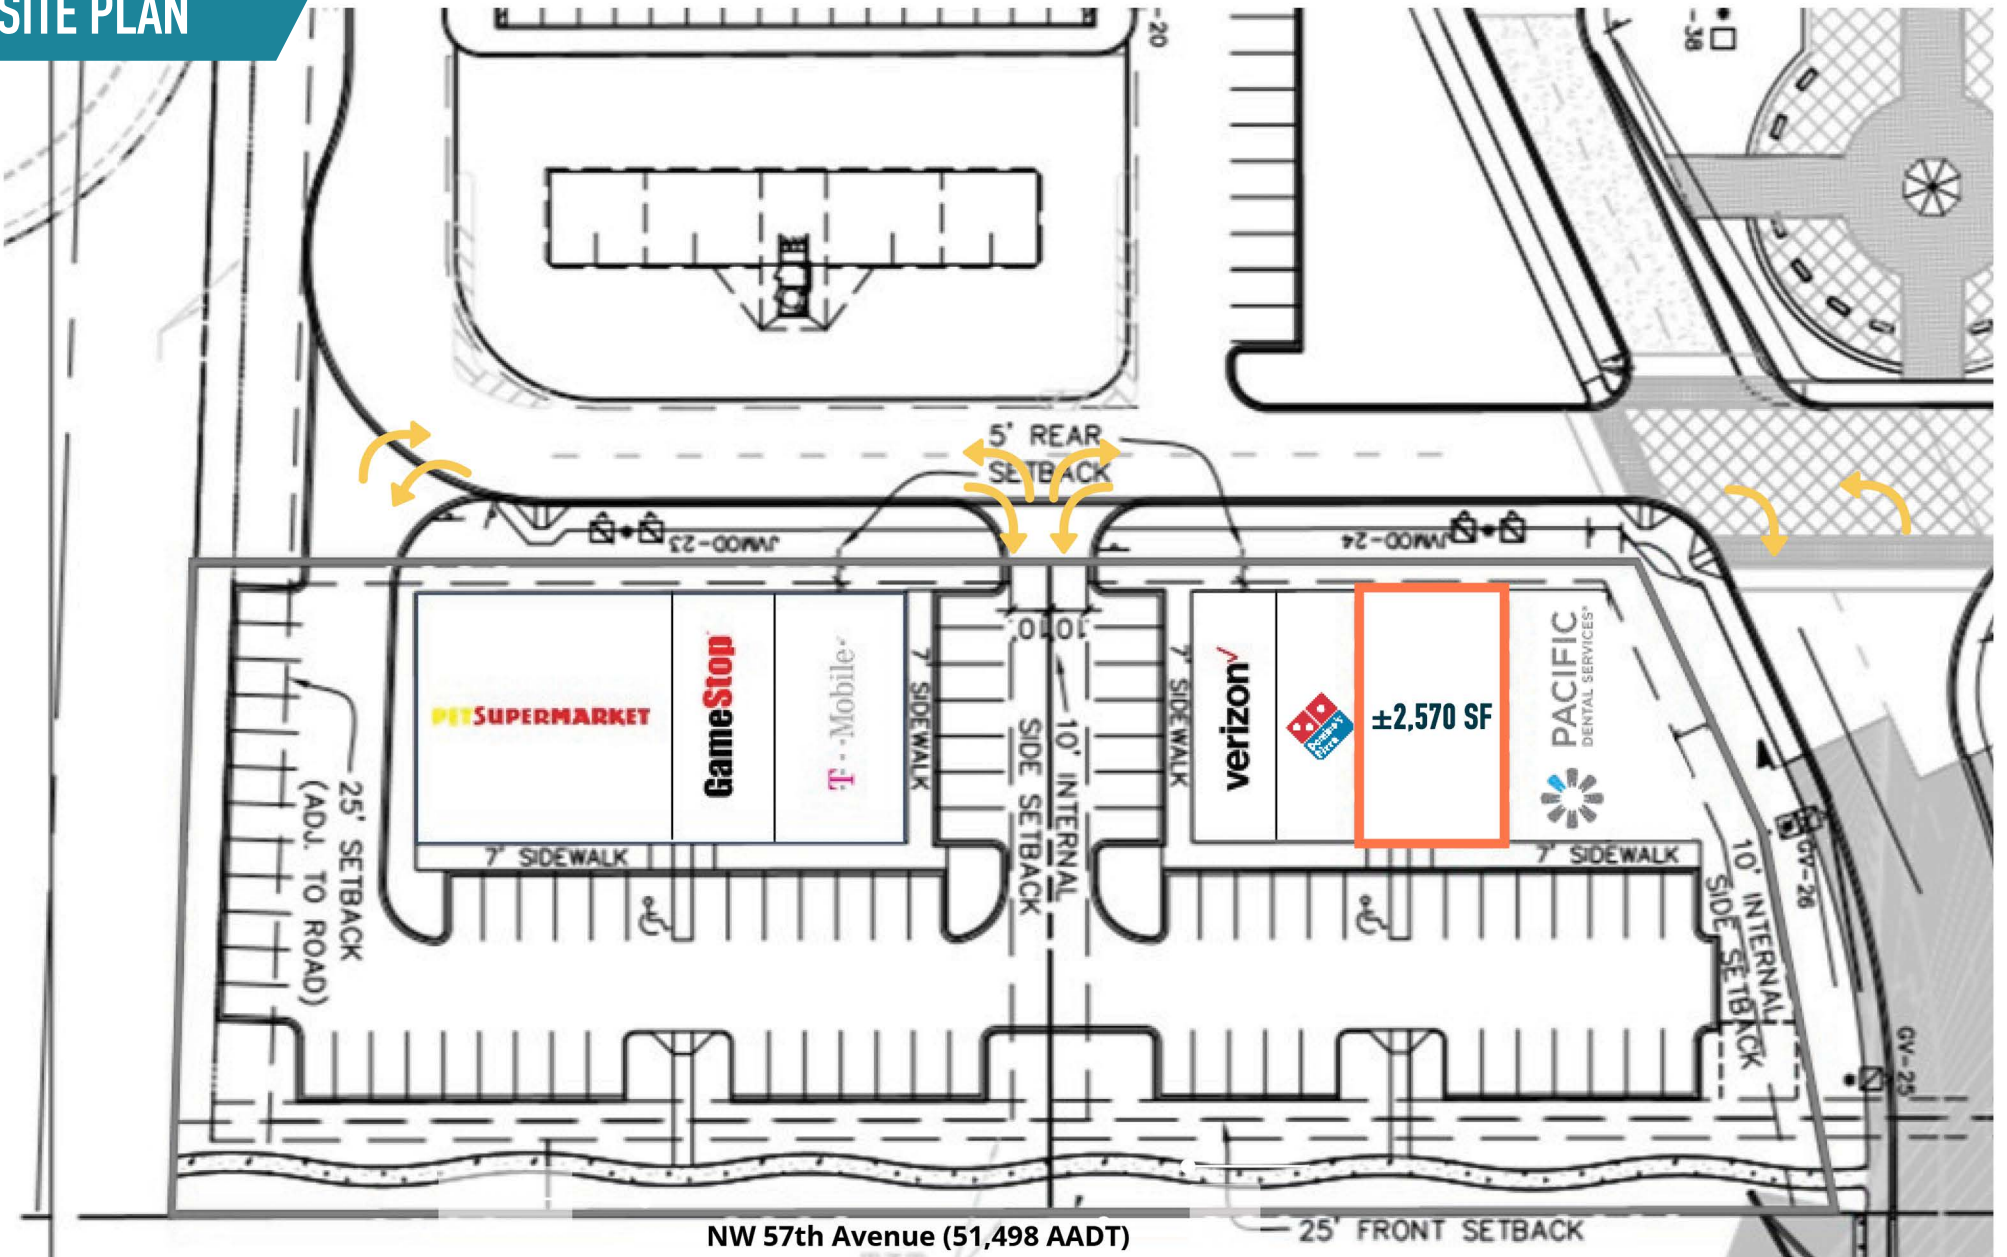 SITE PLAN
-20
-38
5' REAR
SETBACK
JVMOD-23
JVMOD-24
10
10
PETSUPERMARKET
GameStop
T-Mobile
7' SIDEWALK
SIDE SETBACK
10' INTERNAL
7' SIDEWALK
verizon
Domino's
Pizza
±2,570 SF
PACIFIC
DENTAL SERVICES®
25' SETBACK
(ADJ. TO ROAD)
7' SIDEWALK
7' SIDEWALK
10' INTERNAL
SIDE SETBACK
GV-26
GV-25
NW 57th Avenue (51,498 AADT)
25' FRONT SETBACK